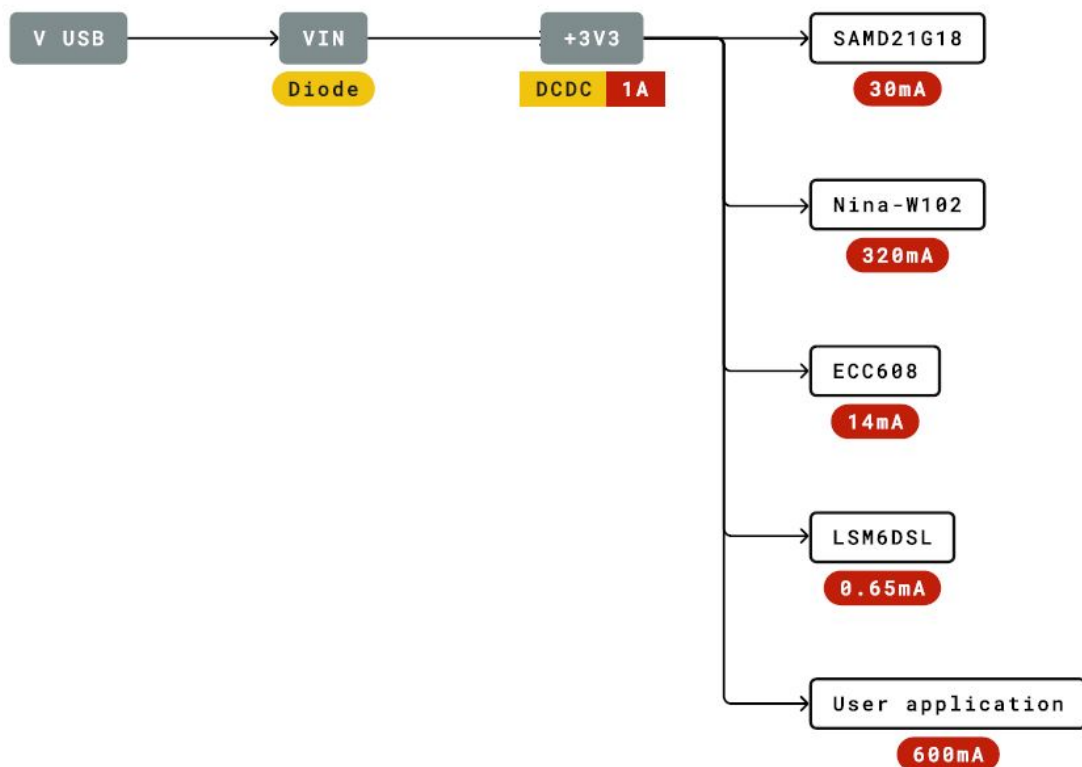 V USB
VIN
+3V3
SAMD21G18
Diode
DCDC
1A
30mA
Nina-W102
320mA
ECC608
14mA
LSM6DSL
0.65mA
User application
600mA